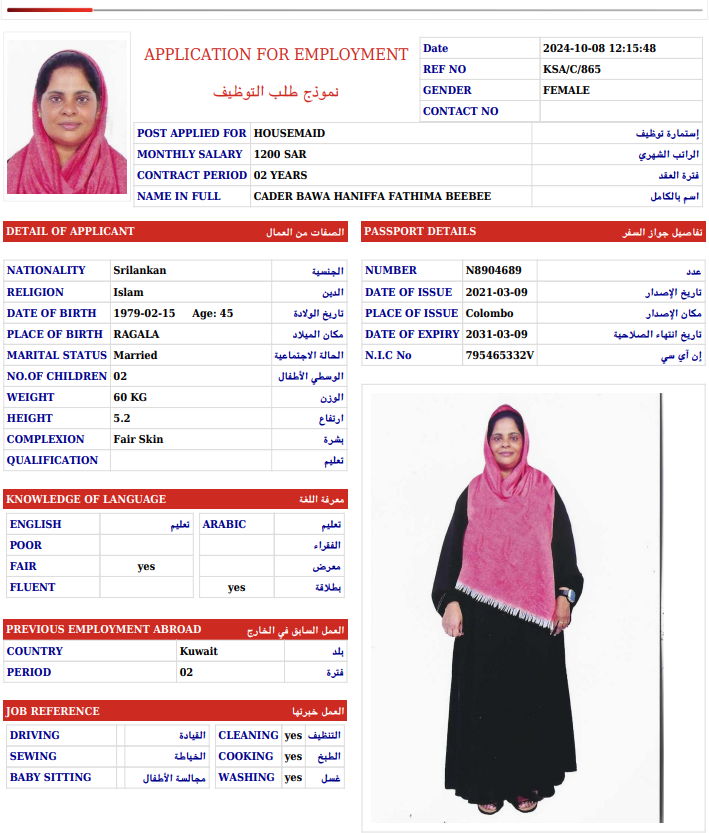 APPLICATION FOR EMPLOYMENT
نموذج طلب التوظيف
Date 2024-10-08 12:15:48
REF NO KSA/C/865
GENDER FEMALE
CONTACT NO
POST APPLIED FOR HOUSEMAID إستمارة توظيف
MONTHLY SALARY 1200 SAR الراتب الشهري
CONTRACT PERIOD 02 YEARS فترة العقد
NAME IN FULL CADER BAWA HANIFFA FATHIMA BEEBEE اسم بالكامل
DETAIL OF APPLICANT الصفات من العمال
NATIONALITY Srilankan الجنسية
RELIGION Islam الدين
DATE OF BIRTH 1979-02-15 Age: 45 تاريخ الولادة
PLACE OF BIRTH RAGALA مكان الميلاد
MARITAL STATUS Married الحالة الاجتماعية
NO.OF CHILDREN 02 الوسطي الأطفال
WEIGHT 60 KG الوزن
HEIGHT 5.2 ارتفاع
COMPLEXION Fair Skin بشرة
QUALIFICATION تعليم
KNOWLEDGE OF LANGUAGE معرفة اللغة
ENGLISH تعليم ARABIC تعليم
POOR الفقراء
FAIR yes معرض
FLUENT yes بطلاقة
PREVIOUS EMPLOYMENT ABROAD العمل السابق في الخارج
COUNTRY Kuwait بلد
PERIOD 02 فترة
JOB REFERENCE العمل خبرتها
DRIVING القيادة CLEANING yes التنظيف
SEWING الخياطة COOKING yes الطبخ
BABY SITTING مجالسة الأطفال WASHING yes غسل
PASSPORT DETAILS تفاصيل جواز السفر
NUMBER N8904689 عدد
DATE OF ISSUE 2021-03-09 تاريخ الإصدار
PLACE OF ISSUE Colombo مكان الإصدار
DATE OF EXPIRY 2031-03-09 تاريخ انتهاء الصلاحية
N.I.C No 795465332V إن آي سي